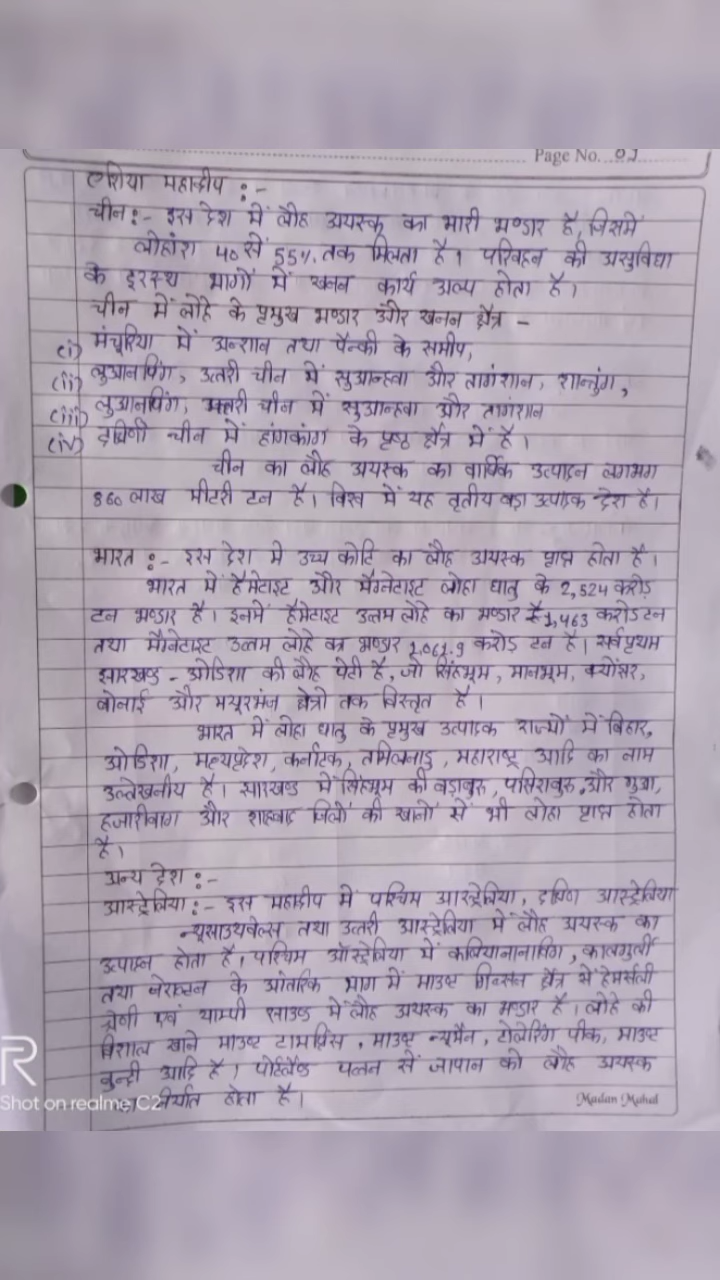 Page No. 07
एशिया महाद्वीप :-
चीन :- इस देश में लौह अयस्क का भारी भण्डार है, जिसमें
लोहांश 40 से 55% तक मिलता है। परिवहन की असुविधा
के दूरस्थ भागों में खनन कार्य अल्प होता है।
चीन में लोहे के प्रमुख भण्डार और खनन क्षेत्र -
(i) मंचूरिया में अन्शान तथा पेन्की के समीप,
(ii) लुआनपिंग, उत्तरी चीन में सुआन्हवा और तांगशान, शान्तुंग,
(iii) लुआनपिंग, उत्तरी चीन में सुआन्हवा और तांगशान
(iv) दक्षिणी चीन में हांगकांग के पृष्ठ क्षेत्र में है।
चीन का लौह अयस्क का वार्षिक उत्पादन लगभग
860 लाख मीटरी टन है। विश्व में यह तृतीय बड़ा उत्पादक देश है।
भारत :- इस देश में उच्च कोटि का लौह अयस्क प्राप्त होता है।
भारत में हैमेटाइट और मैग्नेटाइट लोहा धातु के 2,524 करोड़
टन भण्डार है। इनमें हैमेटाइट उत्तम लोहे का भण्डार है 1,463 करोड टन
तथा मैग्नेटाइट उत्तम लोहे का भण्डार 1,061.9 करोड टन है। सर्वप्रथम
झारखण्ड - ओडिशा की लौह पेटी है, जो सिंहभूम, मानभूम, क्योंझर,
बोनाई और मयूरभंज क्षेत्रो तक विस्तृत है।
भारत में लोहा धातु के प्रमुख उत्पादक राज्यों में बिहार,
ओडिशा, मध्यप्रदेश, कर्नाटक, तमिलनाडु, महाराष्ट्र आदि का नाम
उल्लेखनीय है। झारखण्ड में सिंहभूम की बड़ाबुरु, पंसिराबुरु, और गुआ,
हजारीबाग और शाहबाद जिलों की खानों से भी लोहा प्राप्त होता
है।
अन्य देश :-
आस्ट्रेलिया :- इस महाद्वीप में पश्चिम आस्ट्रेलिया, दक्षिण आस्ट्रेलिया
न्यूसाउथवेल्स तथा उत्तरी आस्ट्रेलिया में लौह अयस्क का
उत्पादन होता है। पश्चिम ऑस्ट्रेलिया में कालगुर्ली
तथा के आंतरिक भाग में माउण्ट गिब्सन क्षेत्र में हेमर्सली
श्रेणी एवं याम्पी साउण्ड में लौह अयस्क का भण्डार है। लोहे की
विशाल खाने माउण्ट टामप्रिंस, माउण्ट न्यूमैन, पीक, माउण्ट
आदि है। पोर्टहैड पत्तन से जापान को लौह अयस्क
निर्यात होता है।
Madan Mahal
R
Shot on realme C2